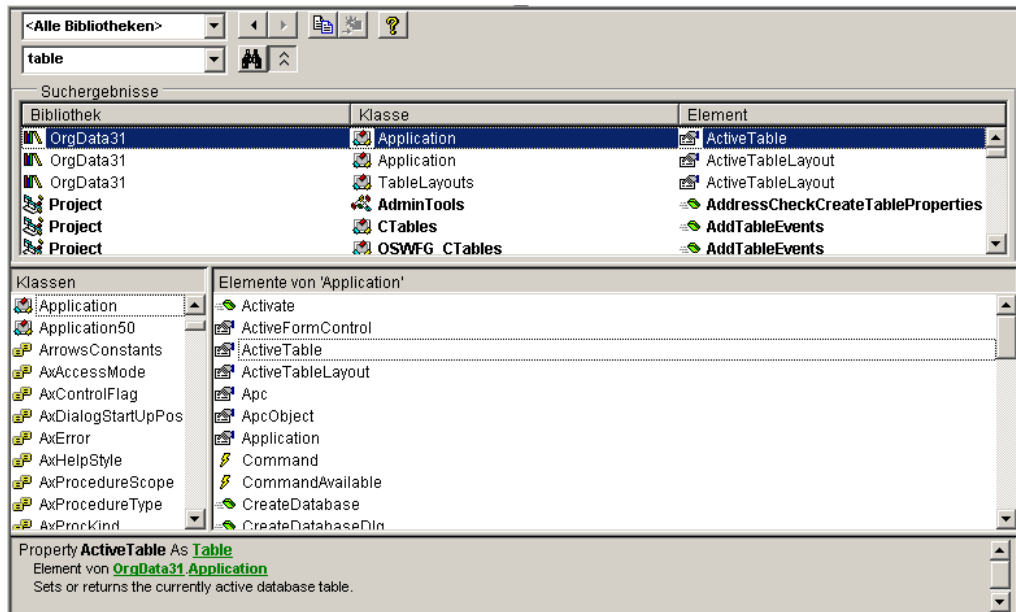 <Alle Bibliotheken>
table
Suchergebnisse
Bibliothek Klasse Element
OrgData31 Application ActiveTable
OrgData31 Application ActiveTableLayout
OrgData31 TableLayouts ActiveTableLayout
Project AdminTools AddressCheckCreateTableProperties
Project CTables AddTableEvents
Project OSWFG_CTables AddTableEvents
Klassen Elemente von 'Application'
Application Activate
Application50 ActiveFormControl
ArrowsConstants ActiveTable
AxAccessMode ActiveTableLayout
AxControlFlag Apc
AxDialogStartUpPos ApcObject
AxError Application
AxHelpStyle Command
AxProcedureScope CommandAvailable
AxProcedureType CreateDatabase
AxProcKind CreateDatabaseDlg
Property ActiveTable As Table
Element von OrgData31.Application
Sets or returns the currently active database table.